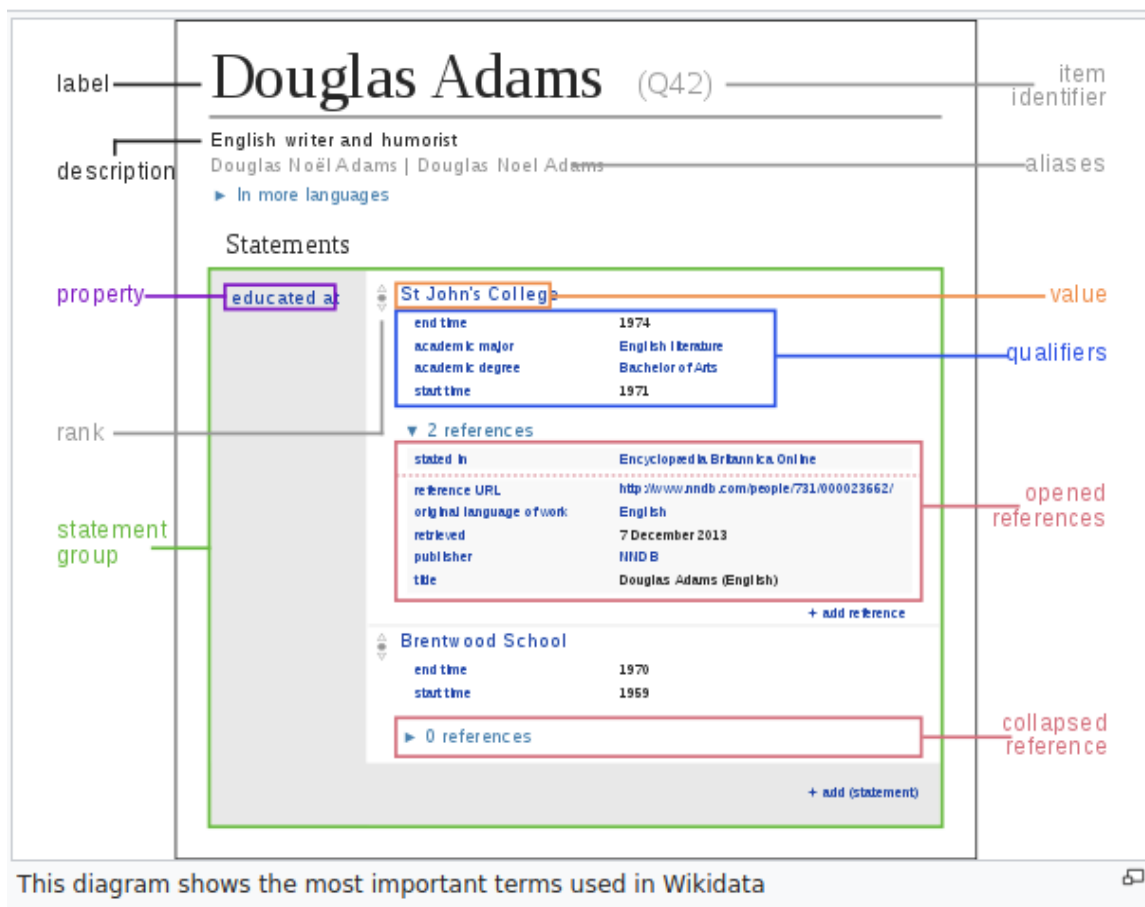 label
Douglas Adams (Q42)
item
identifier
description
English writer and humorist
Douglas Noël Adams | Douglas Noel Adams
aliases
► In more languages
Statements
property
educated at
St John's College
value
end time 1974
academic major English literature
academic degree Bachelor of Arts
start time 1971
qualifiers
rank
▼ 2 references
stated in Encyclopædia Britannica Online
reference URL http://www.nndb.com/people/731/000023662/
original language of work English
retrieved 7 December 2013
publisher NNDB
title Douglas Adams (English)
opened
references
statement
group
+ add reference
Brentwood School
end time 1970
start time 1959
► 0 references
collapsed
reference
+ add (statement)
This diagram shows the most important terms used in Wikidata